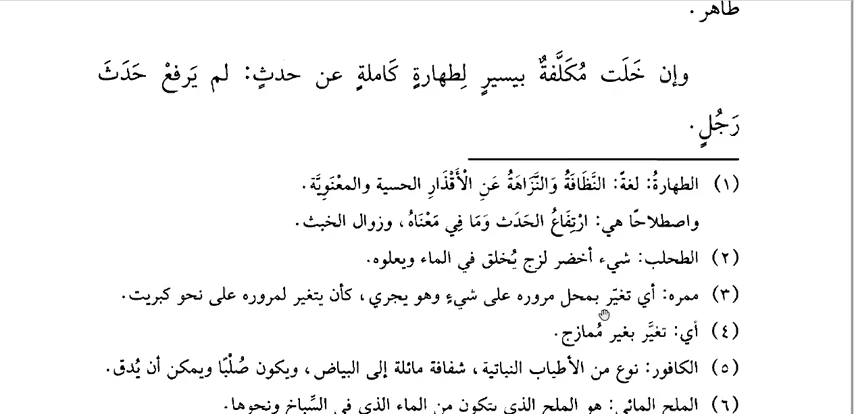 طاهر.
وإن خَلَت مُكَلَّفةٌ بيسيرٍ لِطهارةٍ كَاملةٍ عن حدثٍ: لم يَرفعْ حَدَثَ
رَجُلٍ.
(١) الطهارةُ: لغةً: النَّظَافَةُ وَالنَّزَاهَةُ عَنِ الْأَقْذَارِ الحسية والمعْنَوِيَّة.
واصطلاحًا هي: ارْتِفَاعُ الحَدَث وَمَا فِي مَعْنَاهُ، وزوال الخبث.
(٢) الطحلب: شيء أخضر لزج يُخلق في الماء ويعلوه.
(٣) ممره: أي تغيّر بمحل مروره على شيءٍ وهو يجري، كأن يتغير لمروره على نحو كبريت.
(٤) أي: تغيَّر بغير مُمازج.
(٥) الكافور: نوع من الأطياب النباتية، شفافة مائلة إلى البياض، ويكون صُلْبًا ويمكن أن يُدق.
(٦) الملح المائي: هو الملح الذي يتكون من الماء الذي في السِّباخ ونحوها.